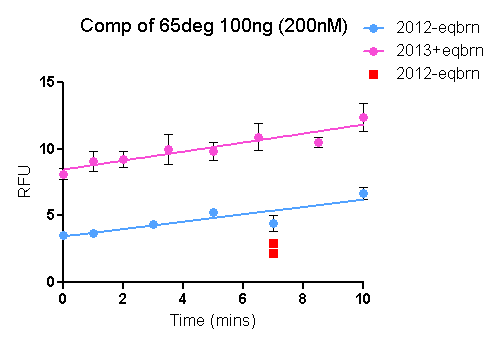 Comp of 65deg 100ng (200nM)
2012-eqbrn
2013+eqbrn
2012-eqbrn
15
10
5
0
RFU
0 2 4 6 8 10
Time (mins)